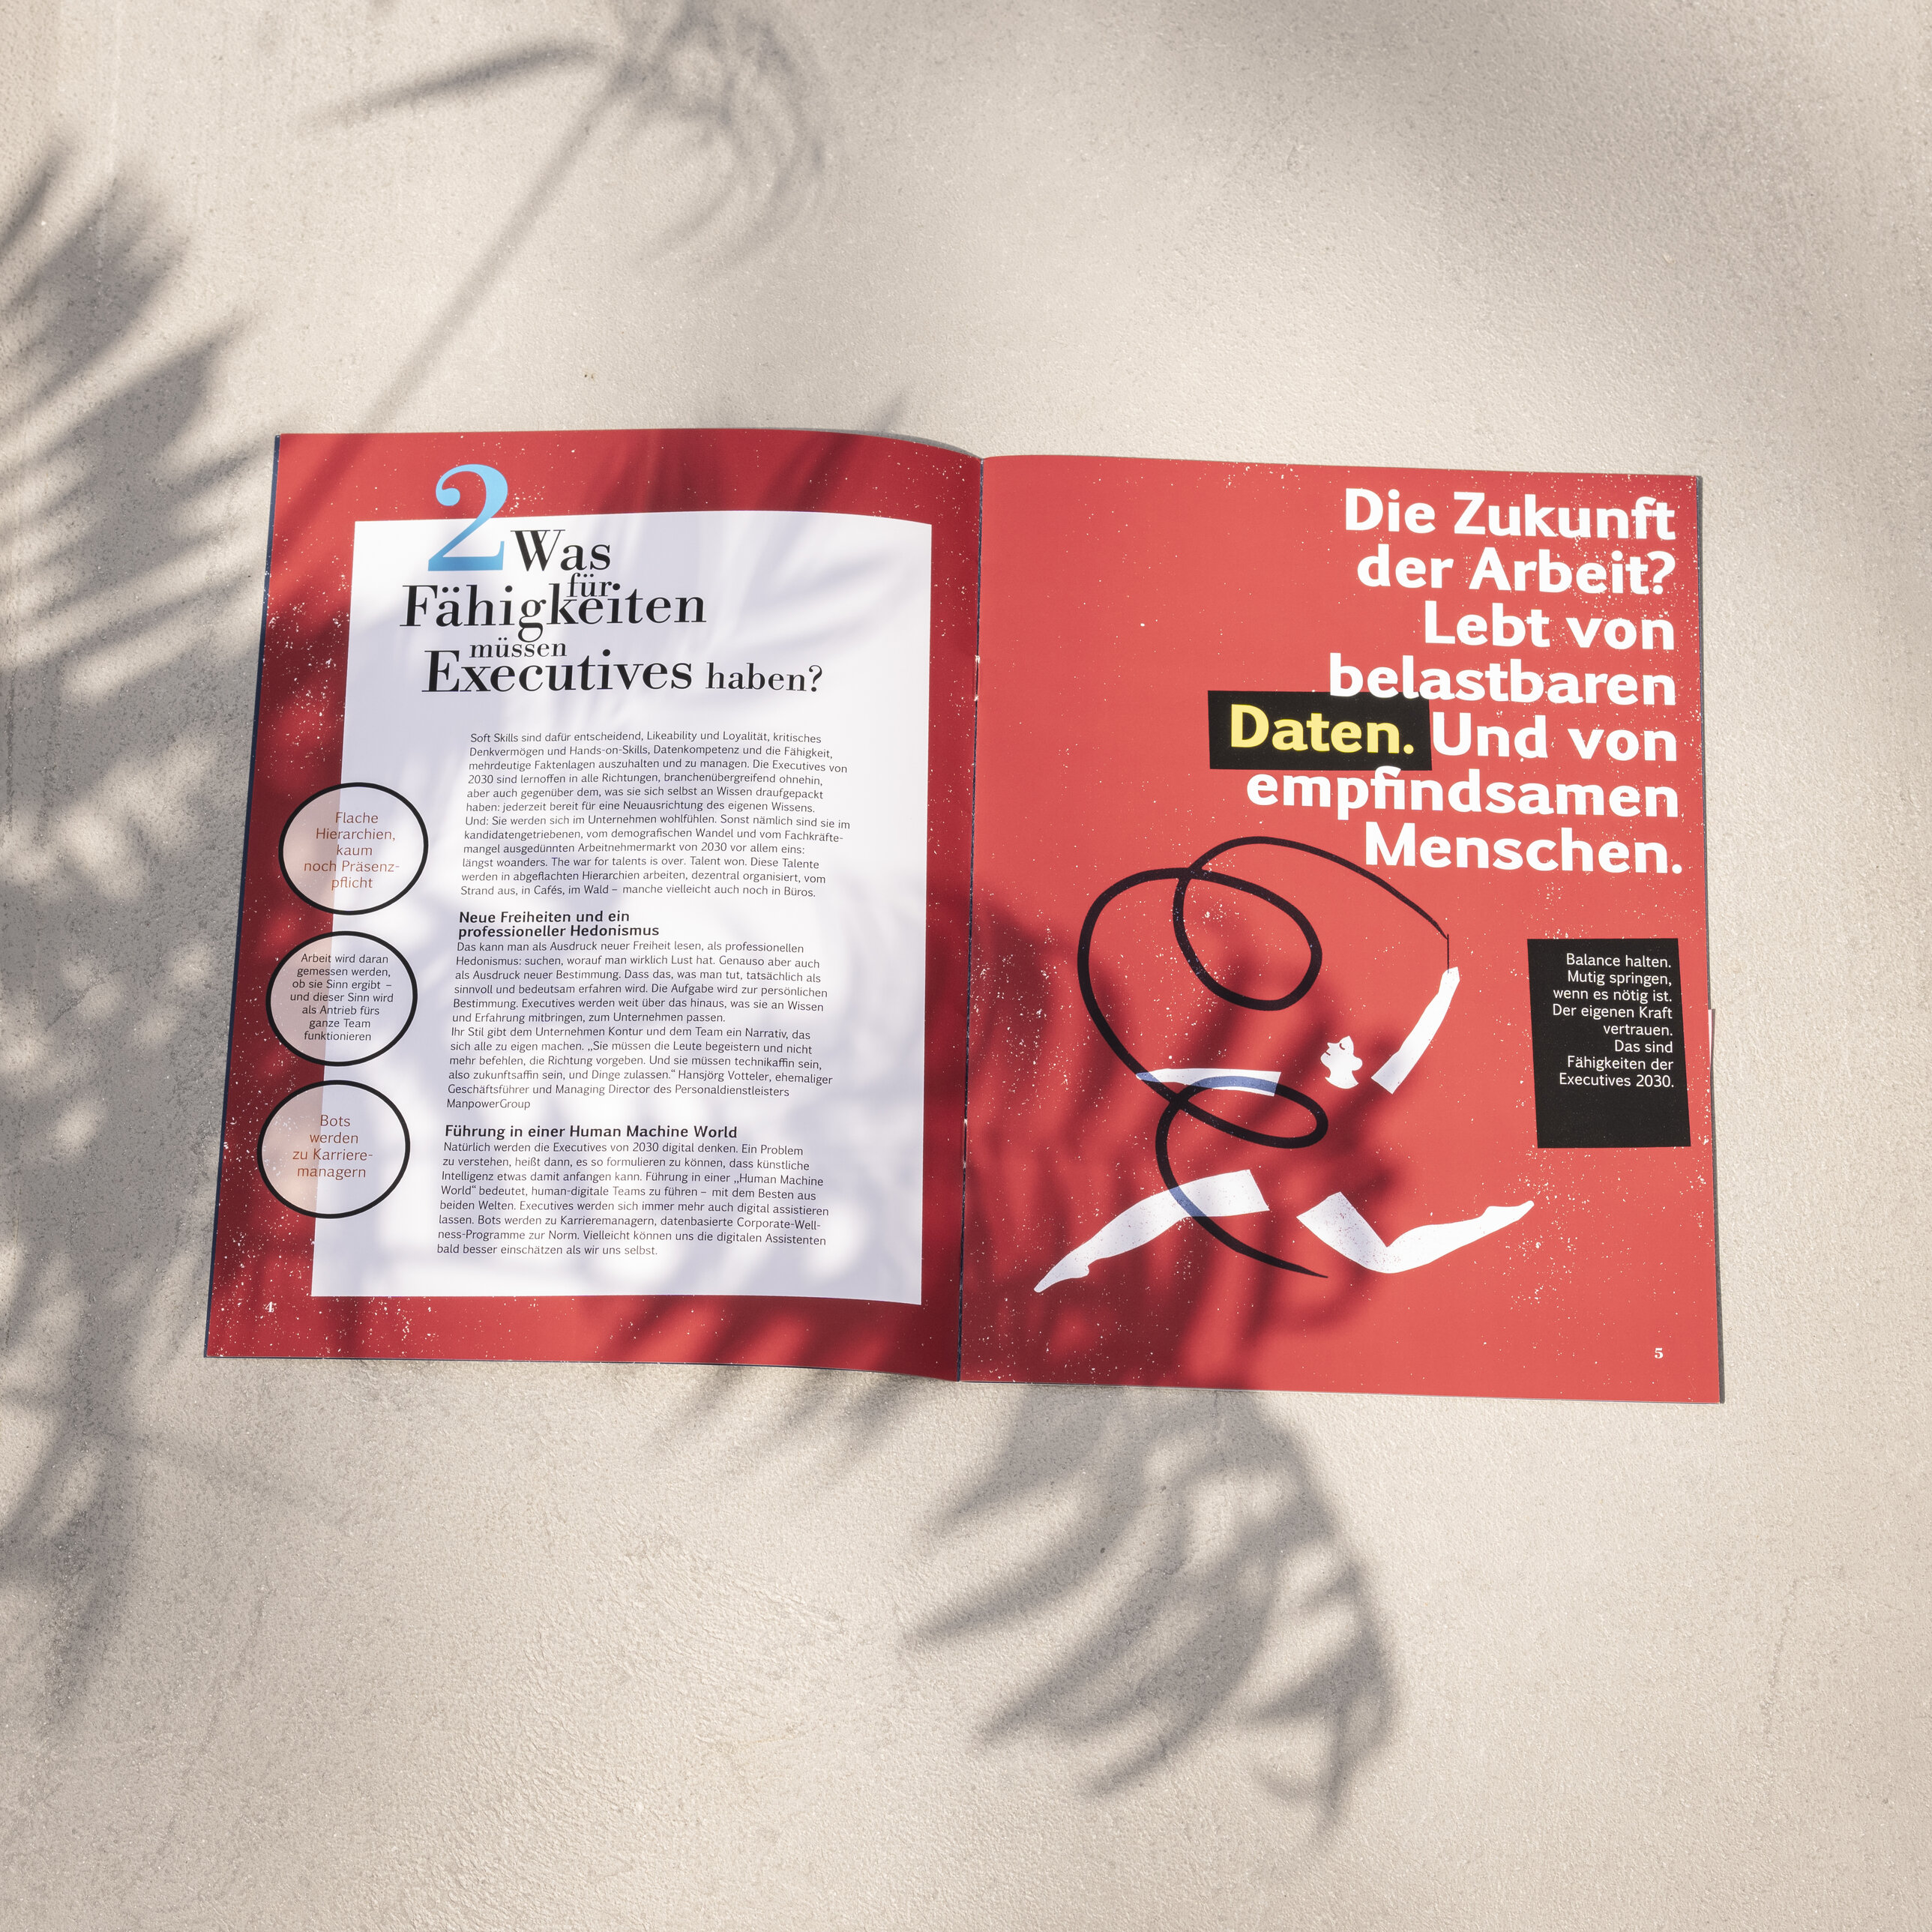 2 Was
für
Fähigkeiten
müssen
Executives haben?
Soft Skills sind dafür entscheidend, Likeability und Loyalität, kritisches
Denkvermögen und Hands-on-Skills, Datenkompetenz und die Fähigkeit,
mehrdeutige Faktenlagen auszuhalten und zu managen. Die Executives von
2030 sind lernoffen in alle Richtungen, branchenübergreifend ohnehin,
aber auch gegenüber dem, was sie sich selbst an Wissen draufgepackt
haben: jederzeit bereit für eine Neuausrichtung des eigenen Wissens.
Und: Sie werden sich im Unternehmen wohlfühlen. Sonst nämlich sind sie im
kandidatengetriebenen, vom demografischen Wandel und vom Fachkräfte-
mangel ausgedünnten Arbeitnehmermarkt von 2030 vor allem eins:
längst woanders. The war for talents is over. Talent won. Diese Talente
werden in abgeflachten Hierarchien arbeiten, dezentral organisiert, vom
Strand aus, in Cafés, im Wald – manche vielleicht auch noch in Büros.
Neue Freiheiten und ein
professioneller Hedonismus
Das kann man als Ausdruck neuer Freiheit lesen, als professionellen
Hedonismus: suchen, worauf man wirklich Lust hat. Genauso aber auch
als Ausdruck neuer Bestimmung. Dass das, was man tut, tatsächlich als
sinnvoll und bedeutsam erfahren wird. Die Aufgabe wird zur persönlichen
Bestimmung. Executives werden weit über das hinaus, was sie an Wissen
und Erfahrung mitbringen, zum Unternehmen passen.
Ihr Stil gibt dem Unternehmen Kontur und dem Team ein Narrativ, das
sich alle zu eigen machen. „Sie müssen die Leute begeistern und nicht
mehr befehlen, die Richtung vorgeben. Und sie müssen technikaffin sein,
also zukunftsaffin sein, und Dinge zulassen.“ Hansjörg Votteler, ehemaliger
Geschäftsführer und Managing Director des Personaldienstleisters
ManpowerGroup
Führung in einer Human Machine World
Natürlich werden die Executives von 2030 digital denken. Ein Problem
zu verstehen, heißt dann, es so formulieren zu können, dass künstliche
Intelligenz etwas damit anfangen kann. Führung in einer „Human Machine
World“ bedeutet, human-digitale Teams zu führen – mit dem Besten aus
beiden Welten. Executives werden sich immer mehr auch digital assistieren
lassen. Bots werden zu Karrieremanagern, datenbasierte Corporate-Well-
ness-Programme zur Norm. Vielleicht können uns die digitalen Assistenten
bald besser einschätzen als wir uns selbst.
Flache
Hierarchien,
kaum
noch Präsenz-
pflicht
Arbeit wird daran
gemessen werden,
ob sie Sinn ergibt –
und dieser Sinn wird
als Antrieb fürs
ganze Team
funktionieren
Bots
werden
zu Karriere-
managern
4
Die Zukunft
der Arbeit?
Lebt von
belastbaren
Daten. Und von
empfindsamen
Menschen.
Balance halten.
Mutig springen,
wenn es nötig ist.
Der eigenen Kraft
vertrauen.
Das sind
Fähigkeiten der
Executives 2030.
5